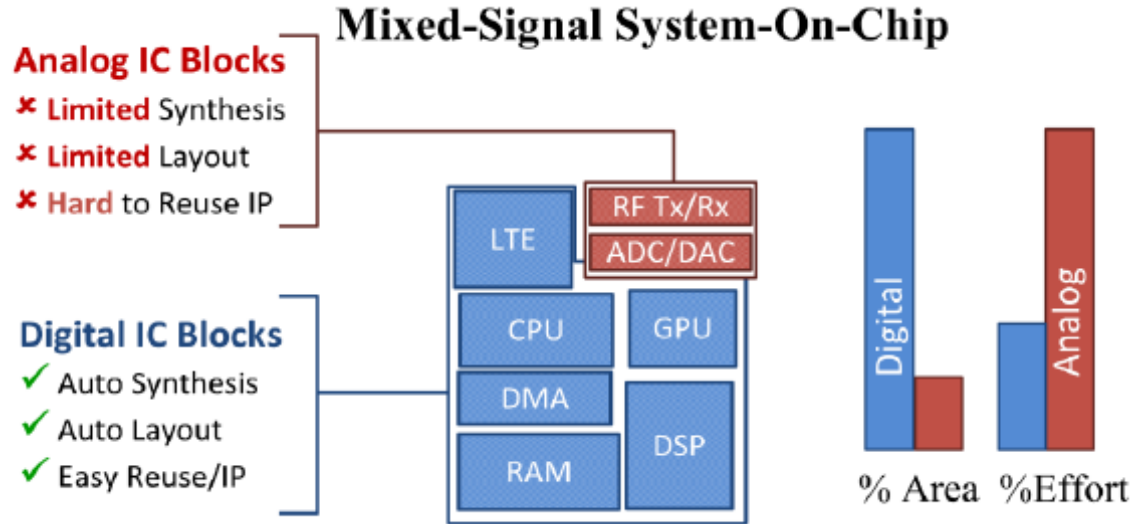 Mixed-Signal System-On-Chip
Analog IC Blocks
✘ Limited Synthesis
✘ Limited Layout
✘ Hard to Reuse IP
Digital IC Blocks
✓ Auto Synthesis
✓ Auto Layout
✓ Easy Reuse/IP
RF Tx/Rx
ADC/DAC
LTE
CPU
GPU
DMA
DSP
RAM
Digital
Analog
% Area
%Effort